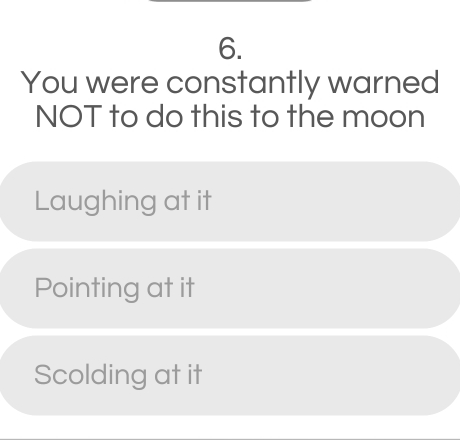 6.
You were constantly warned
NOT to do this to the moon
Laughing at it
Pointing at it
Scolding at it